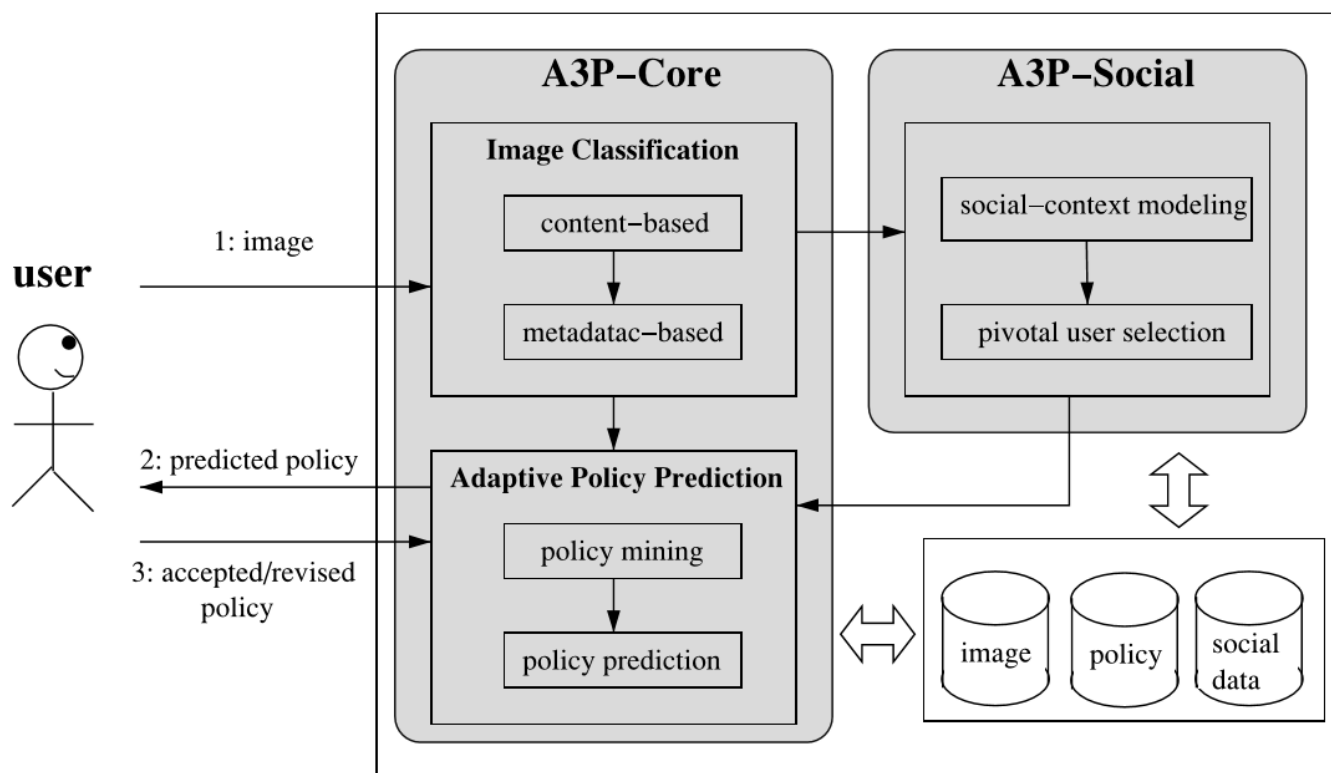 A3P–Core
A3P–Social
Image Classification
content–based
metadatac–based
social–context modeling
pivotal user selection
1: image
user
2: predicted policy
3: accepted/revised
policy
Adaptive Policy Prediction
policy mining
policy prediction
image
policy
social
data